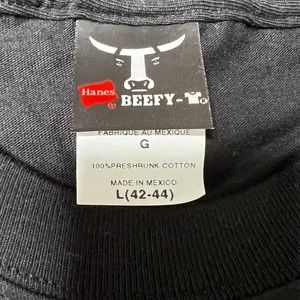 Hanes
BEEFY-T®
FABRIQUE AU MEXIQUE
G
100% PRESHRUNK COTTON
MADE IN MEXICO
L(42-44)